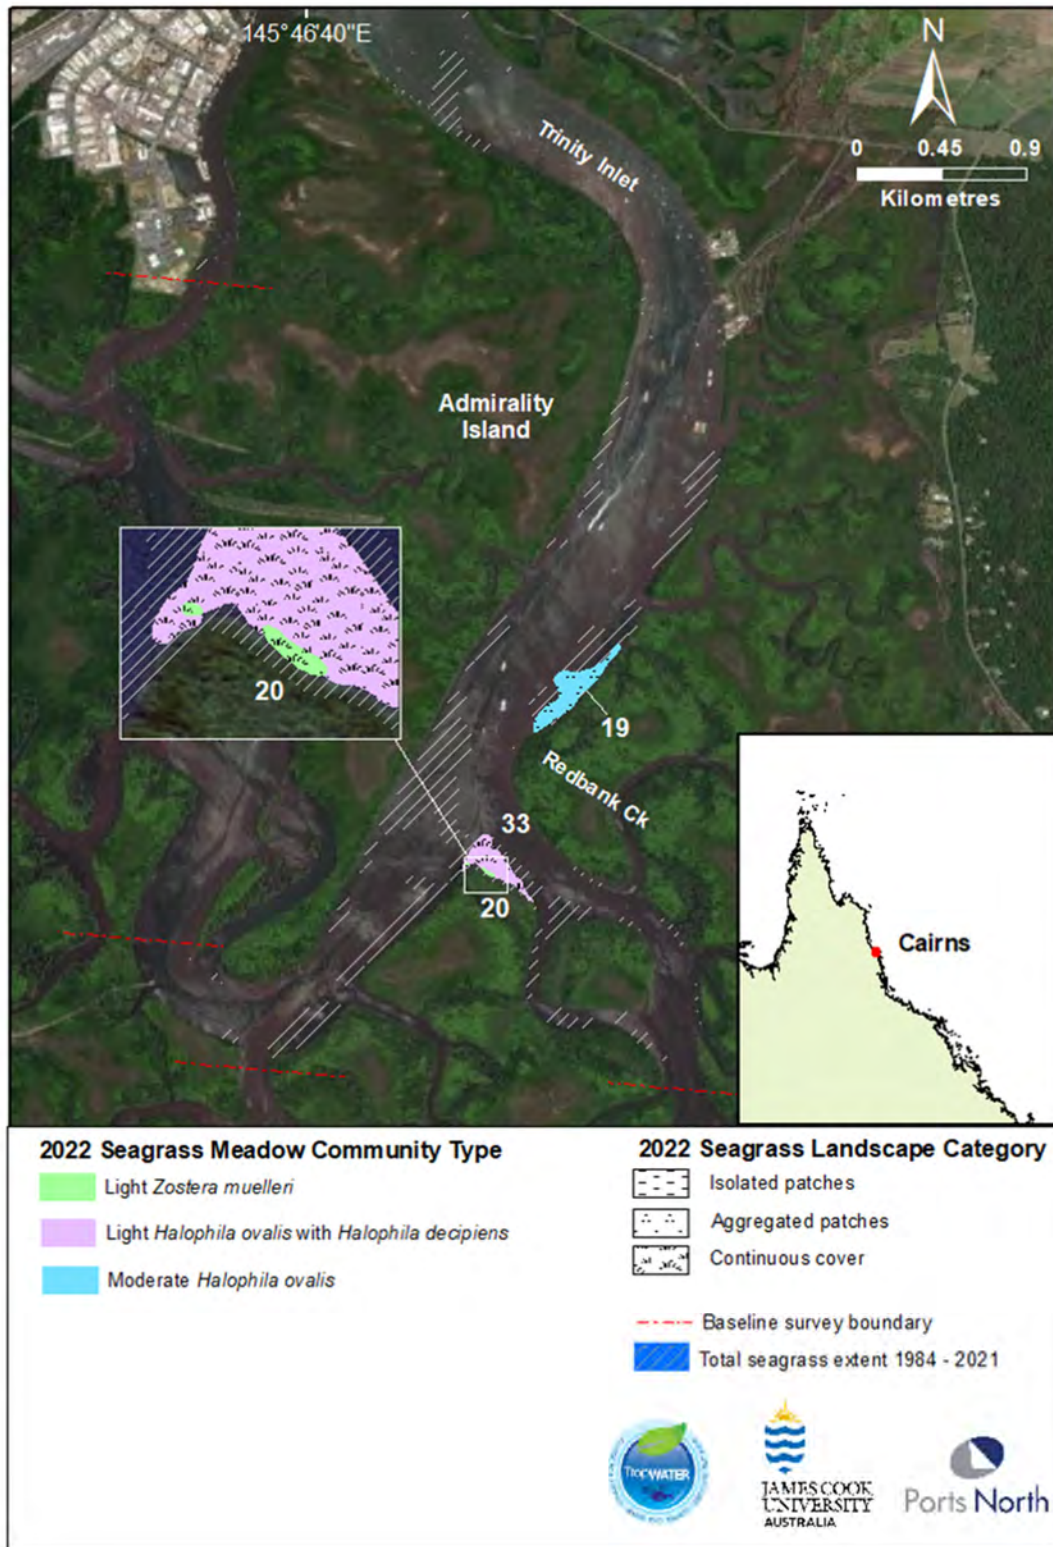 145°46'40"E
N
Trinity Inlet
0 0.45 0.9
Kilometres
Admirality
Island
20
19
Redbank Ck
33
20
Cairns
2022 Seagrass Meadow Community Type
Light Zostera muelleri
Light Halophila ovalis with Halophila decipiens
Moderate Halophila ovalis
2022 Seagrass Landscape Category
Isolated patches
Aggregated patches
Continuous cover
Baseline survey boundary
Total seagrass extent 1984 - 2021
TropWATER
JAMES COOK
UNIVERSITY
AUSTRALIA
Ports North